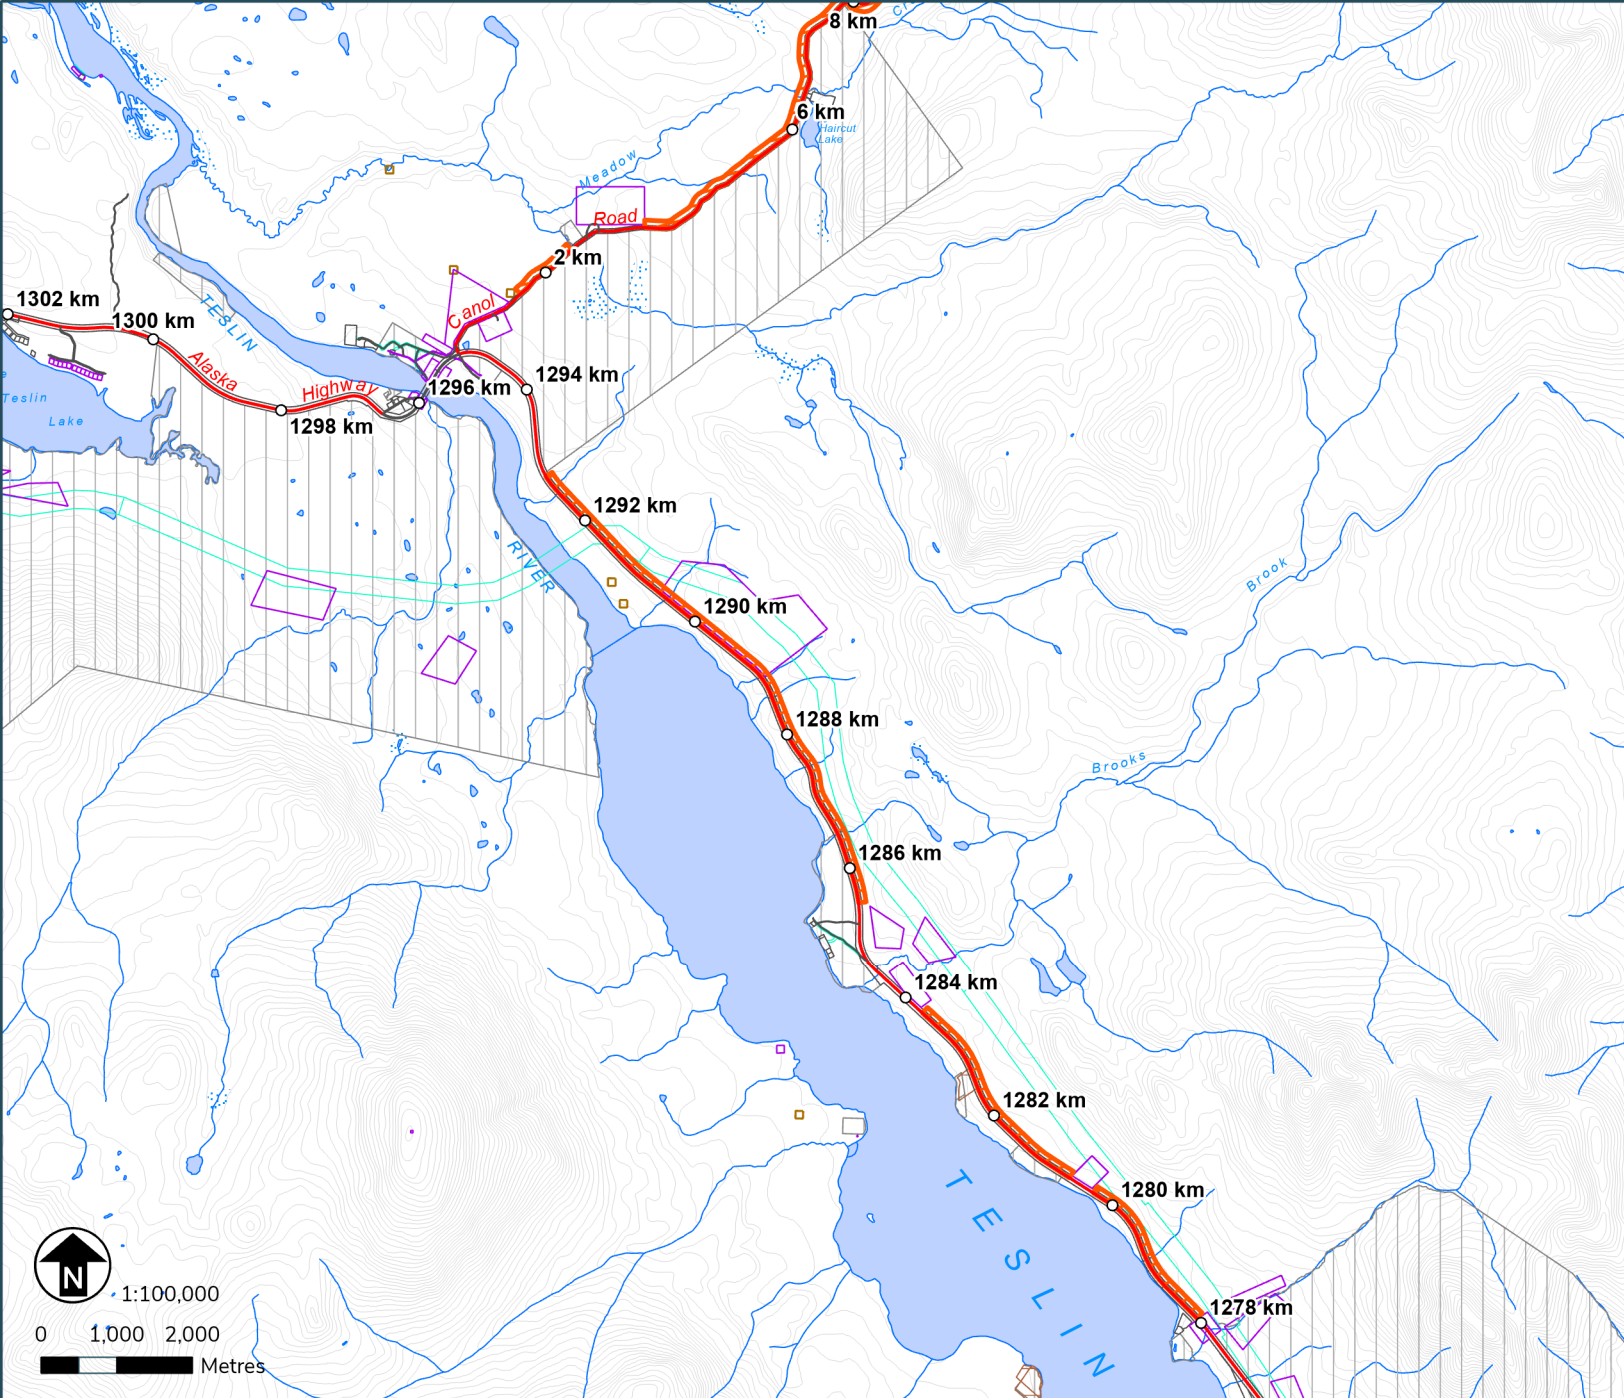 8 km
6 km
Haircut
Lake
Meadow
Road
2 km
Canol
1302 km
1300 km
TESLIN
Alaska
Highway
1294 km
1296 km
1298 km
Teslin
Lake
1292 km
RIVER
Brook
1290 km
1288 km
Brooks
1286 km
1284 km
1282 km
TESLIN
1280 km
1278 km
N
1:100,000
0 1,000 2,000
Metres